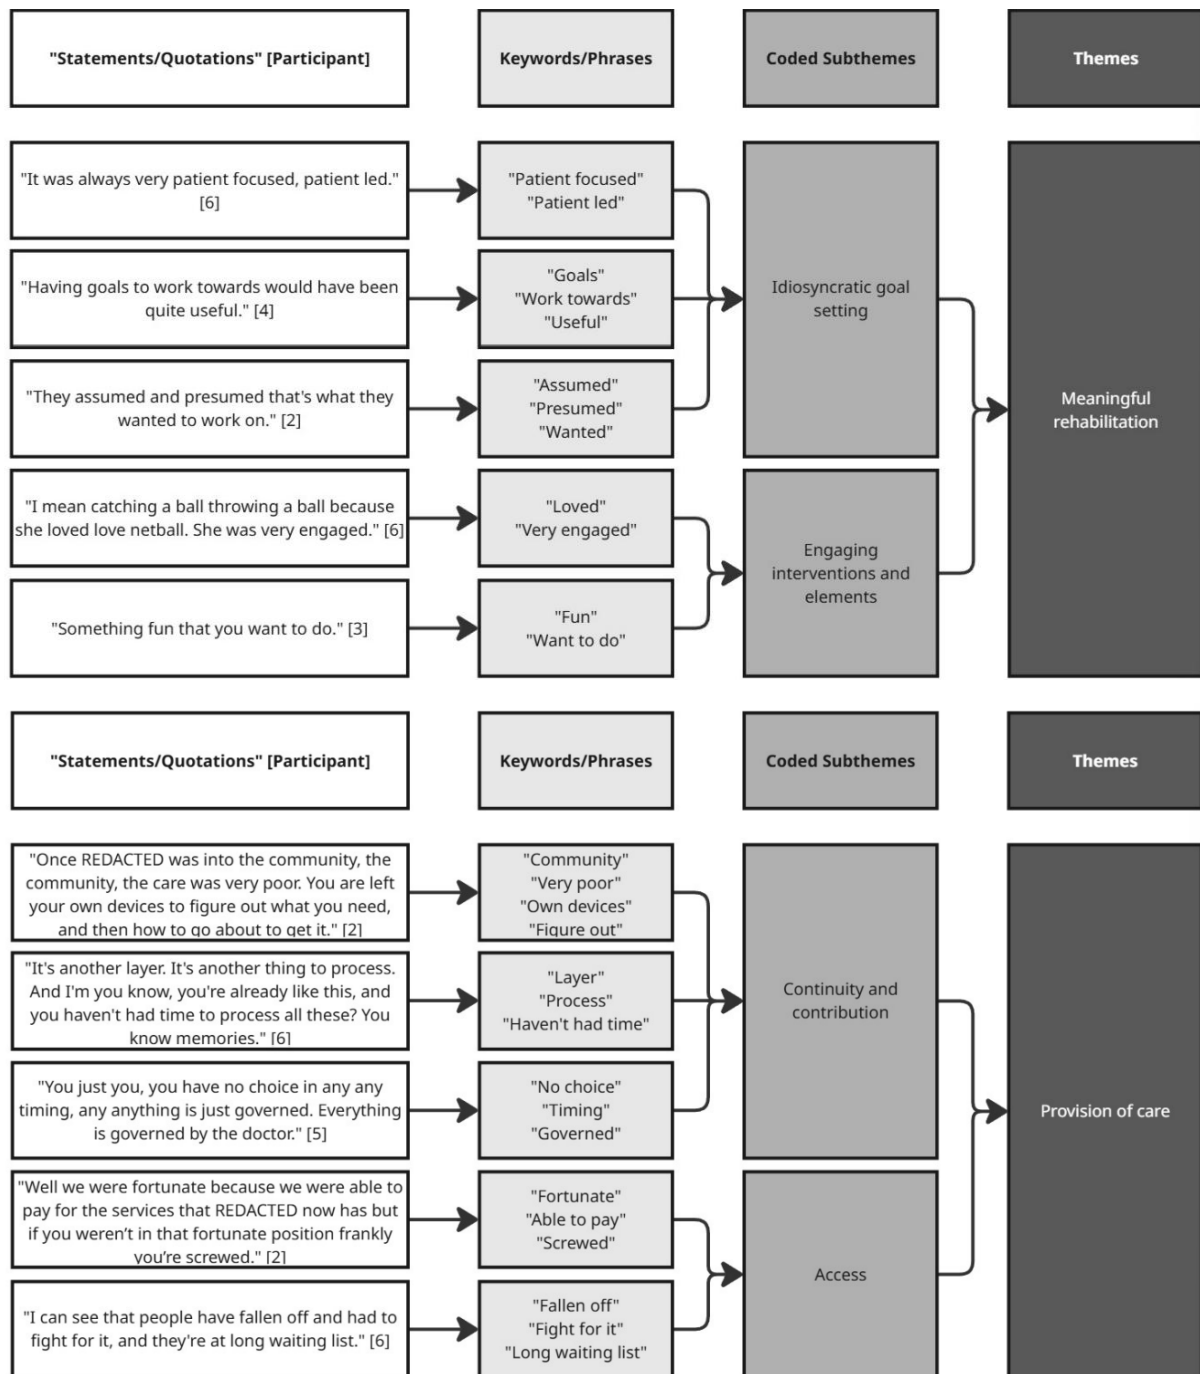 "Statements/Quotations" [Participant]
Keywords/Phrases
Coded Subthemes
Themes
"It was always very patient focused, patient led."
[6]
"Patient focused"
"Patient led"
"Having goals to work towards would have been
quite useful." [4]
"Goals"
"Work towards"
"Useful"
Idiosyncratic goal
setting
"They assumed and presumed that's what they
wanted to work on." [2]
"Assumed"
"Presumed"
"Wanted"
Meaningful
rehabilitation
"I mean catching a ball throwing a ball because
she loved love netball. She was very engaged." [6]
"Loved"
"Very engaged"
Engaging
interventions and
elements
"Something fun that you want to do." [3]
"Fun"
"Want to do"
"Statements/Quotations" [Participant]
Keywords/Phrases
Coded Subthemes
Themes
"Once REDACTED was into the community, the
community, the care was very poor. You are left
your own devices to figure out what you need,
and then how to go about to get it." [2]
"Community"
"Very poor"
"Own devices"
"Figure out"
"It's another layer. It's another thing to process.
And I'm you know, you're already like this, and
you haven't had time to process all these? You
know memories." [6]
"Layer"
"Process"
"Haven't had time"
Continuity and
contribution
"You just you, you have no choice in any any
timing, any anything is just governed. Everything
is governed by the doctor." [5]
"No choice"
"Timing"
"Governed"
Provision of care
"Well we were fortunate because we were able to
pay for the services that REDACTED now has but
if you weren’t in that fortunate position frankly
you’re screwed." [2]
"Fortunate"
"Able to pay"
"Screwed"
Access
"I can see that people have fallen off and had to
fight for it, and they're at long waiting list." [6]
"Fallen off"
"Fight for it"
"Long waiting list"